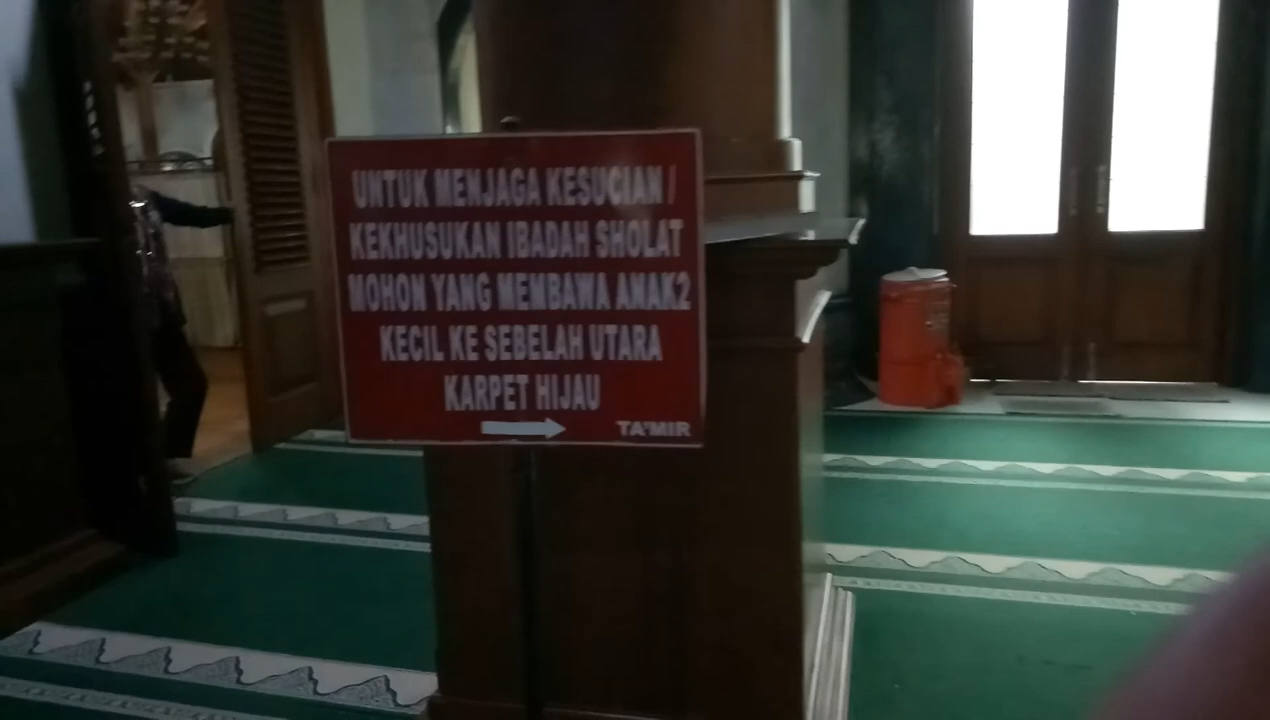 UNTUK MENJAGA KESUCIAN /
KEKHUSUKAN IBADAH SHOLAT
MOHON YANG MEMBAWA ANAK2
KECIL KE SEBELAH UTARA
KARPET HIJAU
TA'MIR